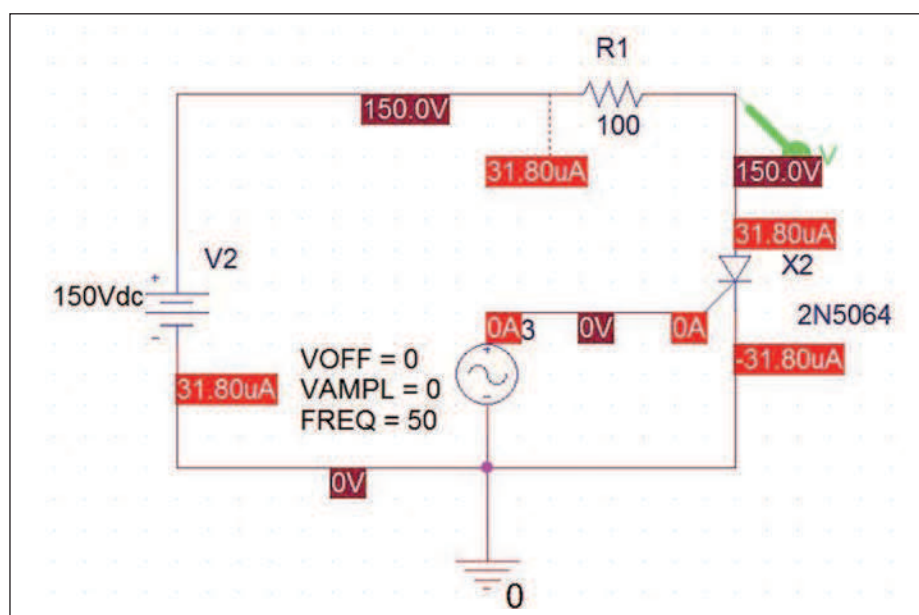 R1
150.0V
100
31.80uA
V
150.0V
31.80uA
V2
X2
+
150Vdc
-
2N5064
0A
3
0V
0A
+
-
-31.80uA
VOFF = 0
VAMPL = 0
FREQ = 50
31.80uA
0V
0